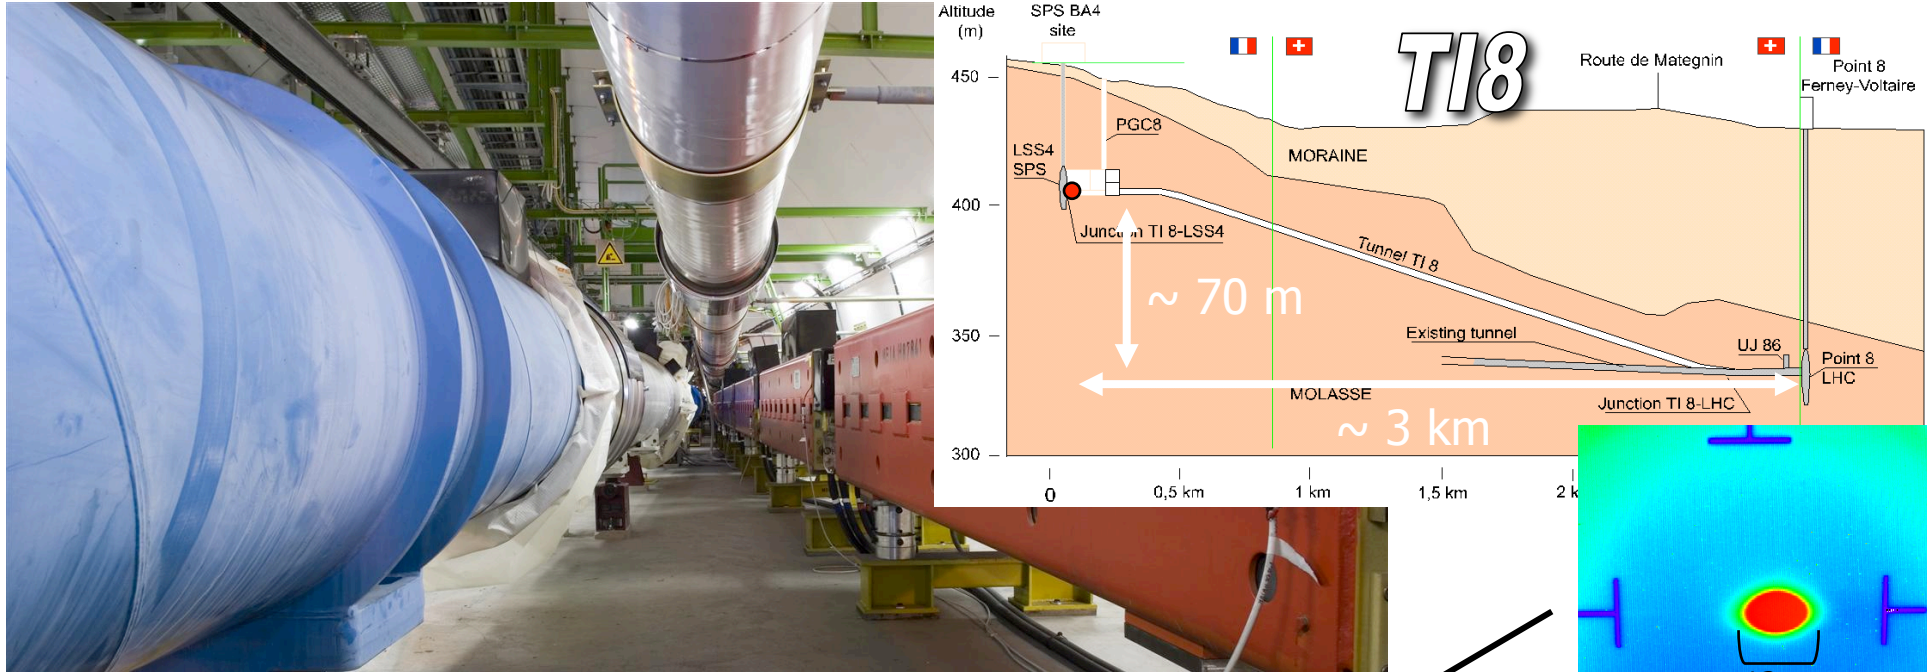 Altitude
(m)
SPS BA4
site
TI8
Route de Mategnin
Point 8
Ferney-Voltaire
450
PGC8
LSS4
SPS
MORAINE
400
Junction TI 8-LSS4
Tunnel TI 8
~ 70 m
350
Existing tunnel
UJ 86
Point 8
LHC
MOLASSE
Junction TI 8-LHC
~ 3 km
300
0
0,5 km
1 km
1,5 km
2 k